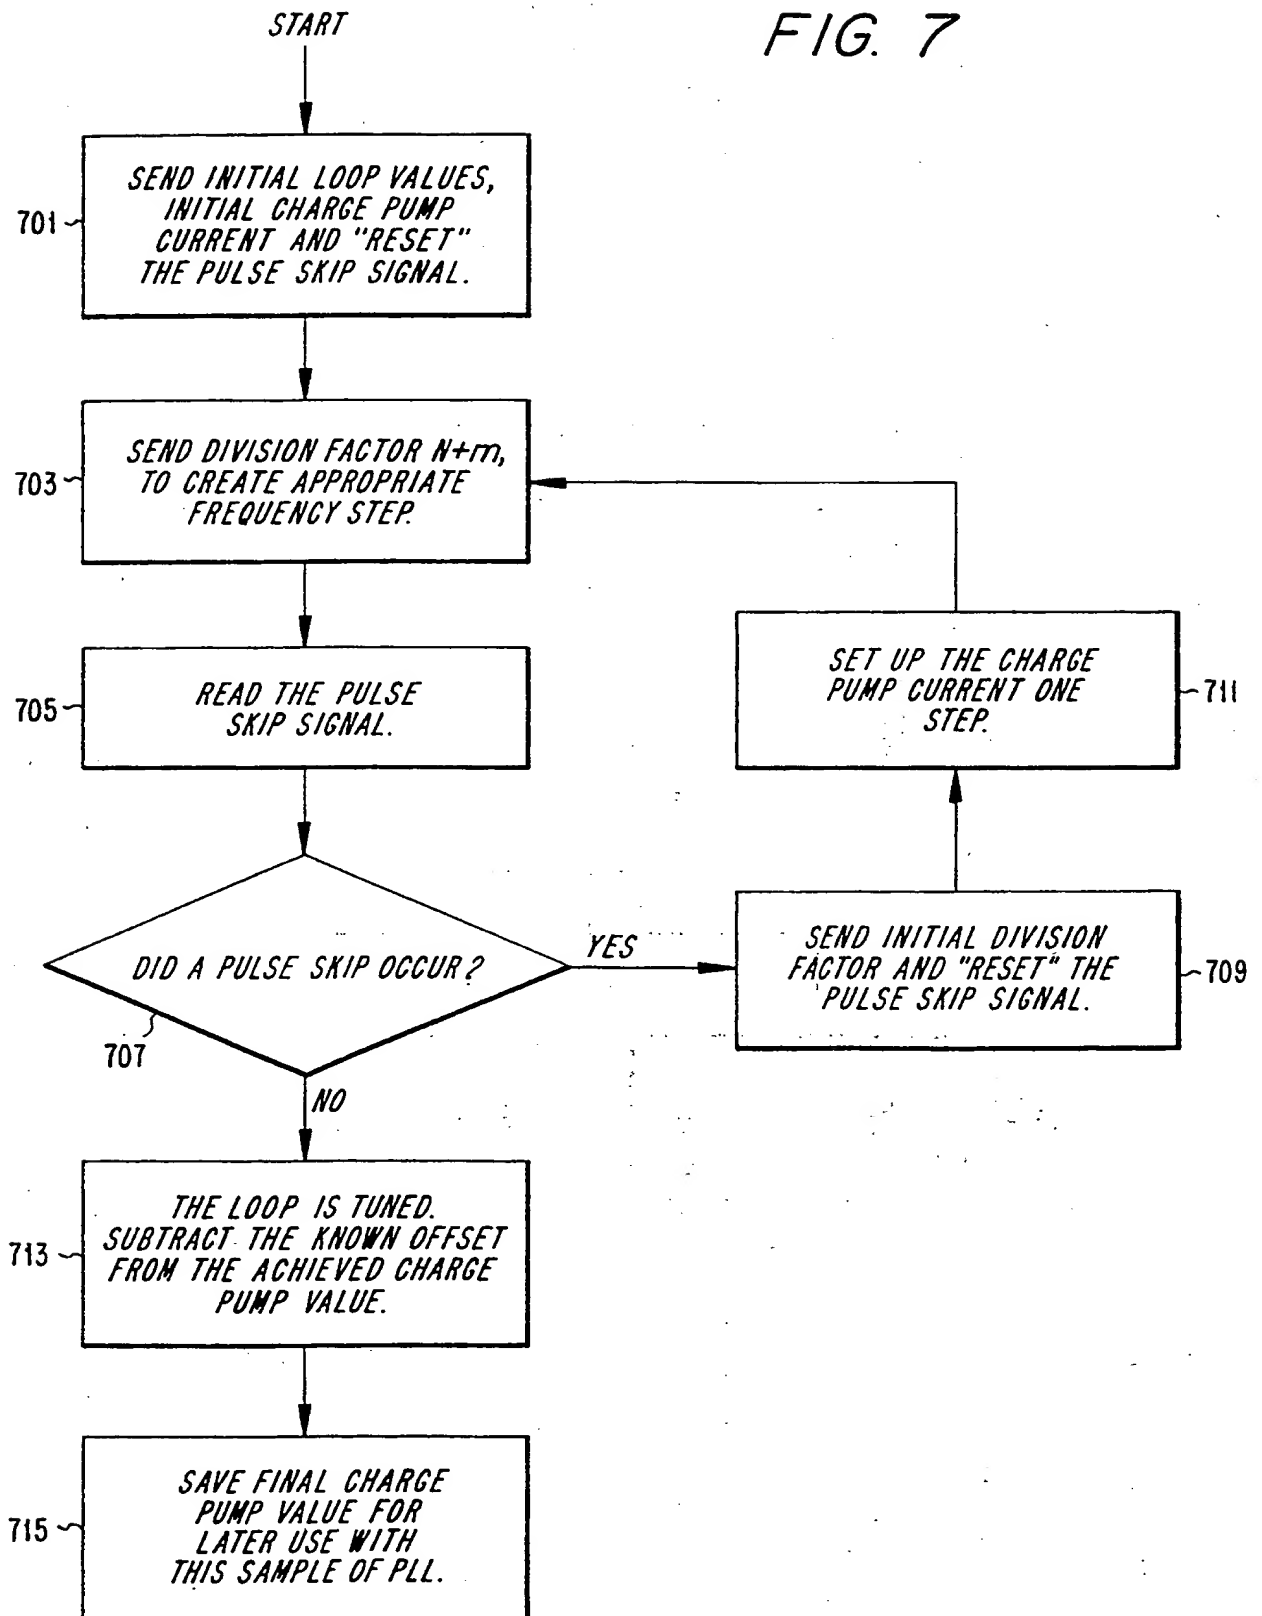 START
FIG. 7
SEND INITIAL LOOP VALUES,
INITIAL CHARGE PUMP
CURRENT AND "RESET"
THE PULSE SKIP SIGNAL.
701
SEND DIVISION FACTOR N+m,
TO CREATE APPROPRIATE
FREQUENCY STEP.
703
READ THE PULSE
SKIP SIGNAL.
705
DID A PULSE SKIP OCCUR?
707
YES
SEND INITIAL DIVISION
FACTOR AND "RESET" THE
PULSE SKIP SIGNAL.
709
SET UP THE CHARGE
PUMP CURRENT ONE
STEP.
711
NO
THE LOOP IS TUNED.
SUBTRACT THE KNOWN OFFSET
FROM THE ACHIEVED CHARGE
PUMP VALUE.
713
SAVE FINAL CHARGE
PUMP VALUE FOR
LATER USE WITH
THIS SAMPLE OF PLL.
715